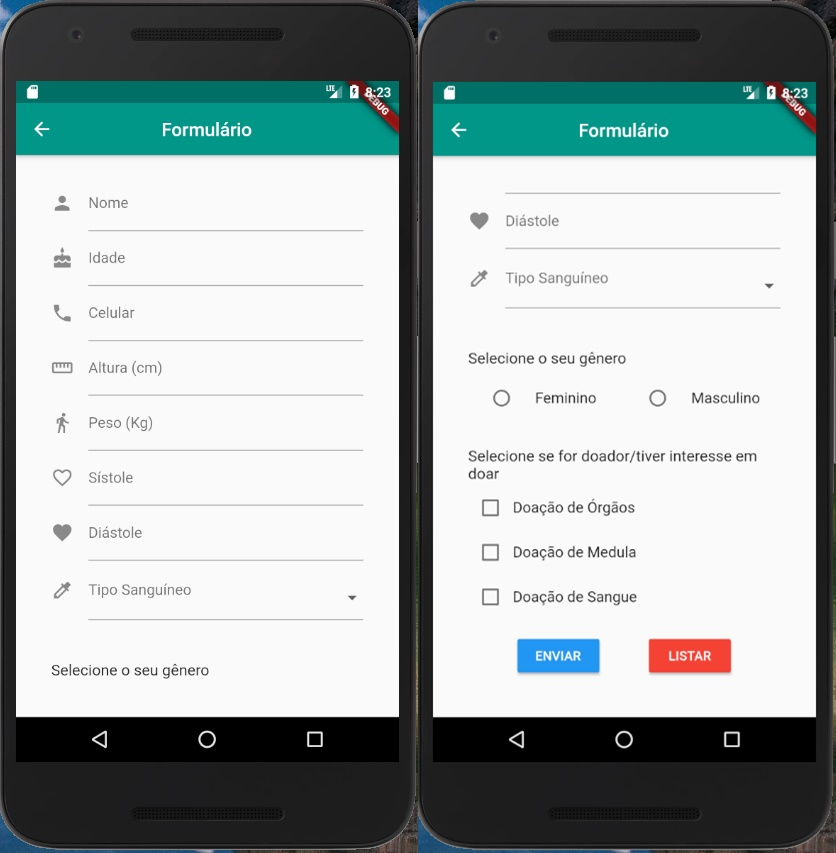 LTE 8:23
DEBUG
Formulário
Nome
Idade
Celular
Altura (cm)
Peso (Kg)
Sístole
Diástole
Tipo Sanguíneo
Selecione o seu gênero
LTE 8:23
DEBUG
Formulário
Diástole
Tipo Sanguíneo
Selecione o seu gênero
Feminino Masculino
Selecione se for doador/tiver interesse em
doar
Doação de Órgãos
Doação de Medula
Doação de Sangue
ENVIAR LISTAR